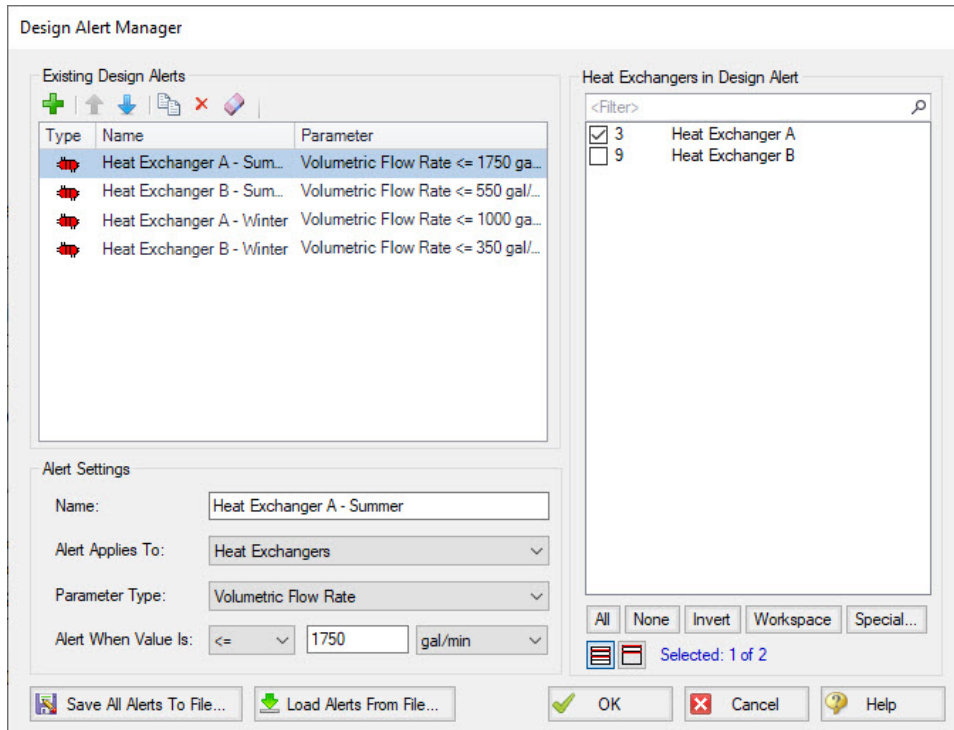 Design Alert Manager
Existing Design Alerts
Type Name Parameter
Heat Exchanger A - Sum... Volumetric Flow Rate <= 1750 ga...
Heat Exchanger B - Sum... Volumetric Flow Rate <= 550 gal/...
Heat Exchanger A - Winter Volumetric Flow Rate <= 1000 ga...
Heat Exchanger B - Winter Volumetric Flow Rate <= 350 gal/...
Alert Settings
Name: Heat Exchanger A - Summer
Alert Applies To: Heat Exchangers
Parameter Type: Volumetric Flow Rate
Alert When Value Is: <= 1750 gal/min
Heat Exchangers in Design Alert
<Filter>
3 Heat Exchanger A
9 Heat Exchanger B
All None Invert Workspace Special...
Selected: 1 of 2
Save All Alerts To File... Load Alerts From File... OK Cancel Help